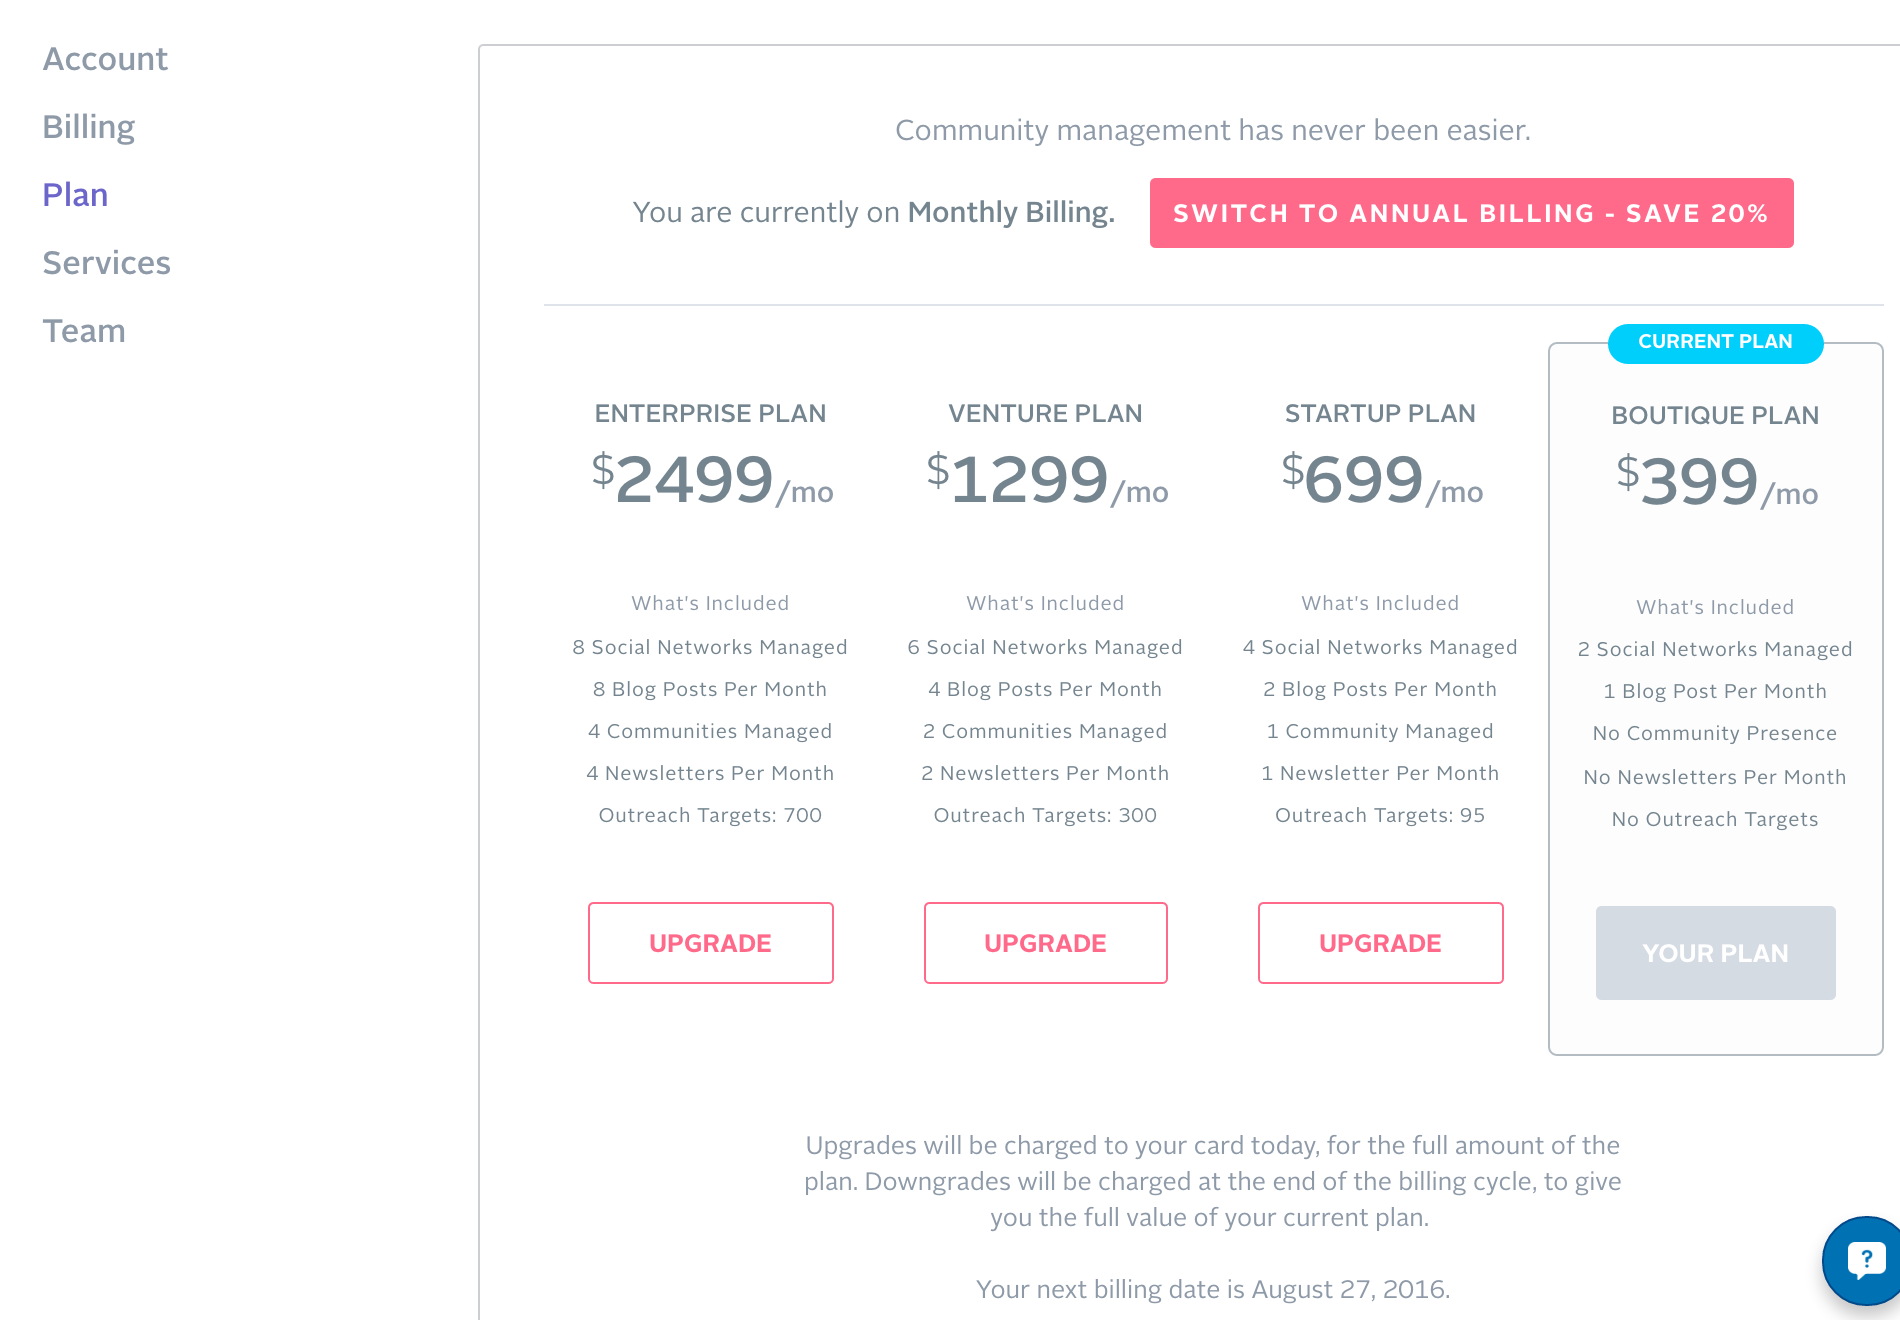 Account
Billing
Plan
Services
Team
Community management has never been easier.
You are currently on Monthly Billing.
SWITCH TO ANNUAL BILLING - SAVE 20%
ENTERPRISE PLAN
$2499/mo
What's Included
8 Social Networks Managed
8 Blog Posts Per Month
4 Communities Managed
4 Newsletters Per Month
Outreach Targets: 700
UPGRADE
VENTURE PLAN
$1299/mo
What's Included
6 Social Networks Managed
4 Blog Posts Per Month
2 Communities Managed
2 Newsletters Per Month
Outreach Targets: 300
UPGRADE
STARTUP PLAN
$699/mo
What's Included
4 Social Networks Managed
2 Blog Posts Per Month
1 Community Managed
1 Newsletter Per Month
Outreach Targets: 95
UPGRADE
CURRENT PLAN
BOUTIQUE PLAN
$399/mo
What's Included
2 Social Networks Managed
1 Blog Post Per Month
No Community Presence
No Newsletters Per Month
No Outreach Targets
YOUR PLAN
Upgrades will be charged to your card today, for the full amount of the
plan. Downgrades will be charged at the end of the billing cycle, to give
you the full value of your current plan.
Your next billing date is August 27, 2016.
?